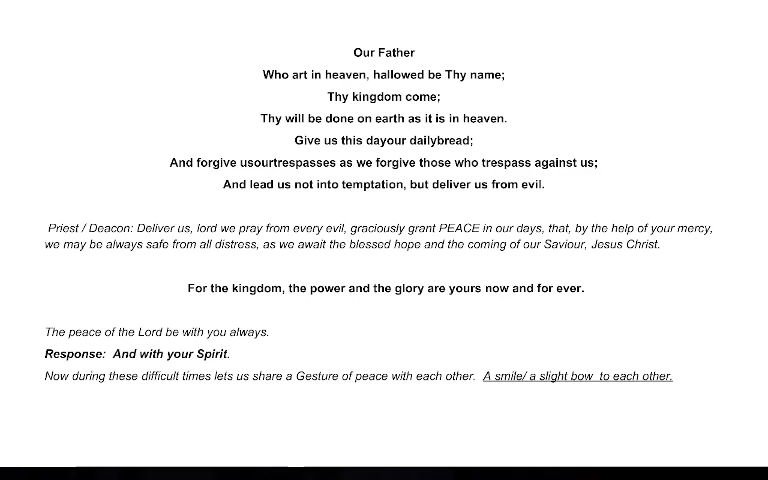 Our Father
Who art in heaven, hallowed be Thy name;
Thy kingdom come;
Thy will be done on earth as it is in heaven.
Give us this dayour dailybread;
And forgive usourtrespasses as we forgive those who trespass against us;
And lead us not into temptation, but deliver us from evil.
Priest / Deacon: Deliver us, lord we pray from every evil, graciously grant PEACE in our days, that, by the help of your mercy,
we may be always safe from all distress, as we await the blessed hope and the coming of our Saviour, Jesus Christ.
For the kingdom, the power and the glory are yours now and for ever.
The peace of the Lord be with you always.
Response: And with your Spirit.
Now during these difficult times lets us share a Gesture of peace with each other. A smile/ a slight bow to each other.